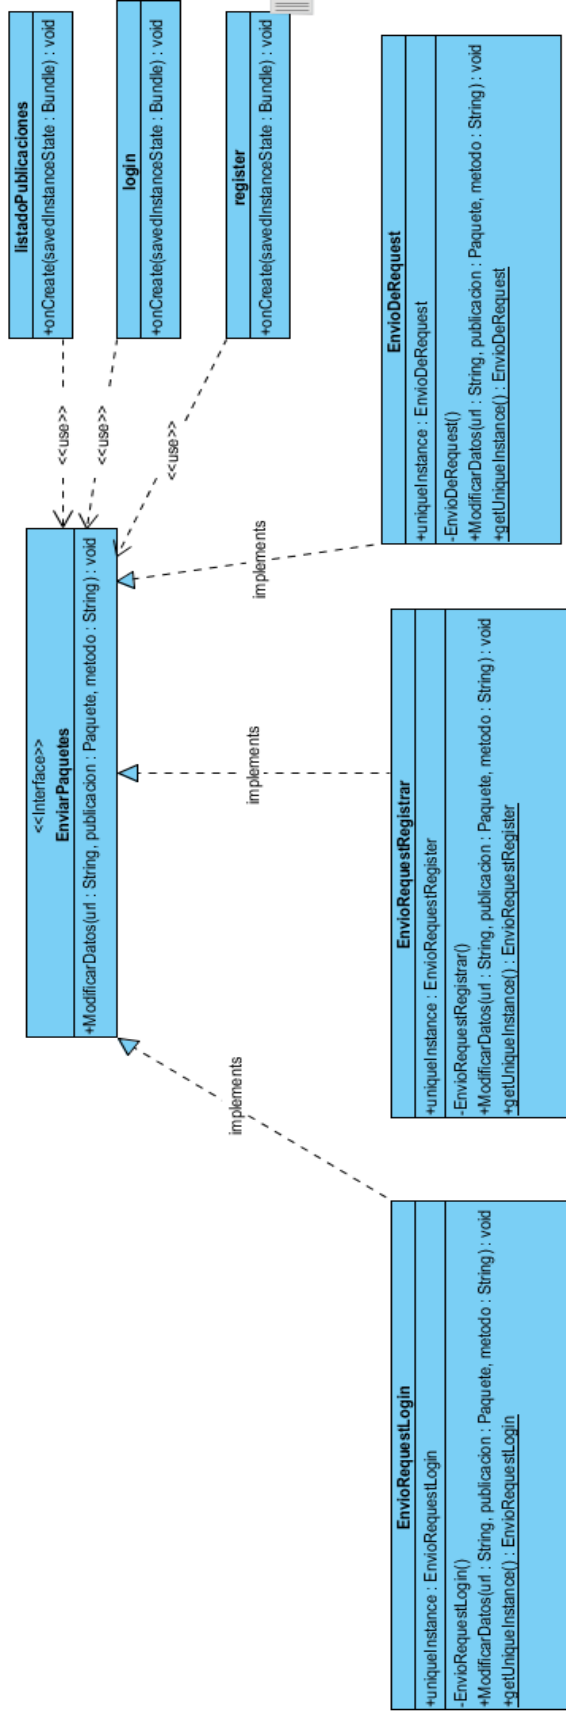 <<Interface>>
EnviarPaquetes
+ModificarDatos(url : String, publicacion : Paquete, metodo : String) : void
listadoPublicaciones
+onCreate(savedInstanceState : Bundle) : void
login
+onCreate(savedInstanceState : Bundle) : void
register
+onCreate(savedInstanceState : Bundle) : void
<<use>>
<<use>>
<<use>>
implements
implements
implements
EnvioRequestLogin
+uniqueInstance : EnvioRequestLogin
-EnvioRequestLogin()
+ModificarDatos(url : String, publicacion : Paquete, metodo : String) : void
+getUniqueInstance() : EnvioRequestLogin
EnvioRequestRegistrar
+uniqueInstance : EnvioRequestRegister
-EnvioRequestRegistrar()
+ModificarDatos(url : String, publicacion : Paquete, metodo : String) : void
+getUniqueInstance() : EnvioRequestRegister
EnvioDeRequest
+uniqueInstance : EnvioDeRequest
-EnvioDeRequest()
+ModificarDatos(url : String, publicacion : Paquete, metodo : String) : void
+getUniqueInstance() : EnvioDeRequest